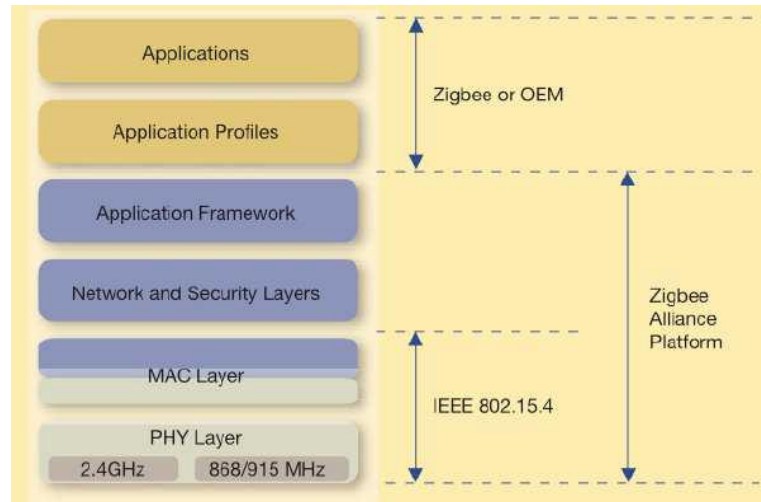 Applications
Zigbee or OEM
Application Profiles
Application Framework
Network and Security Layers
Zigbee
Alliance
Platform
MAC Layer
IEEE 802.15.4
PHY Layer
2.4GHz
868/915 MHz